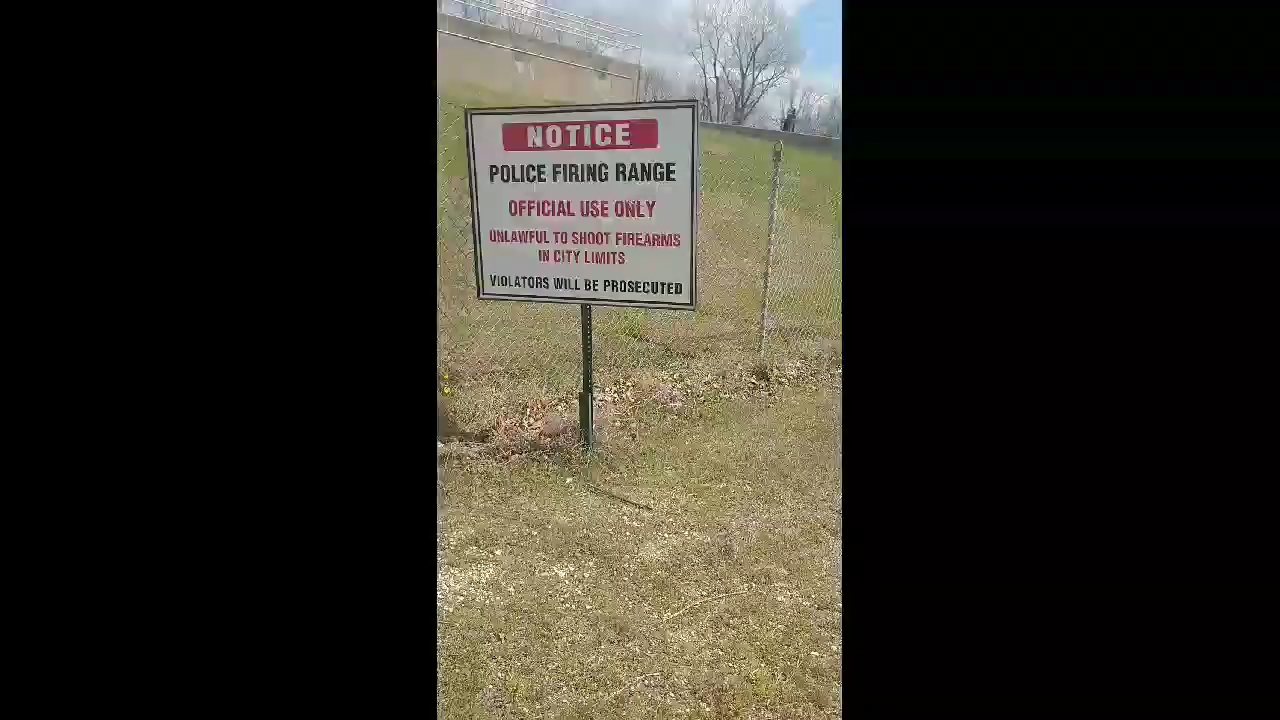 NOTICE
POLICE FIRING RANGE
OFFICIAL USE ONLY
UNLAWFUL TO SHOOT FIREARMS
IN CITY LIMITS
VIOLATORS WILL BE PROSECUTED